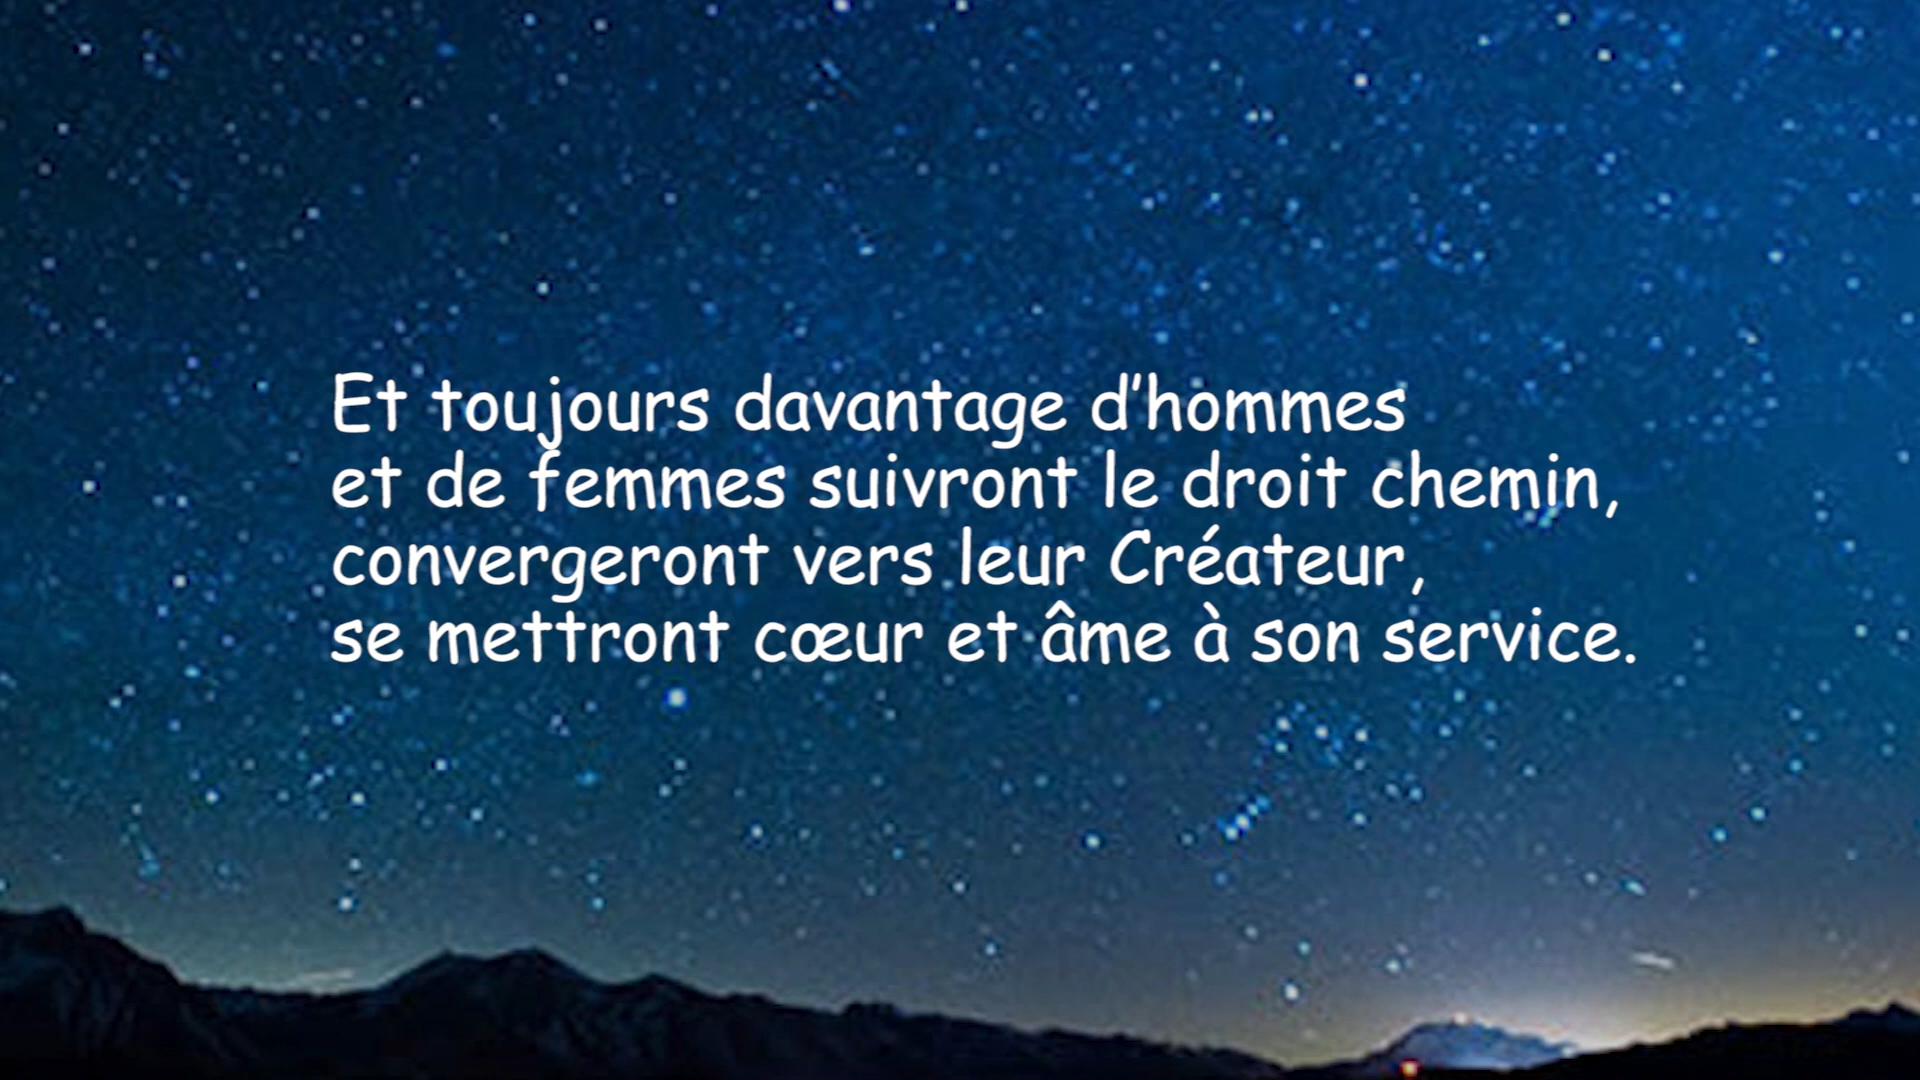 Et toujours davantage d’hommes
et de femmes suivront le droit chemin,
convergeront vers leur Créateur,
se mettront cœur et âme à son service.